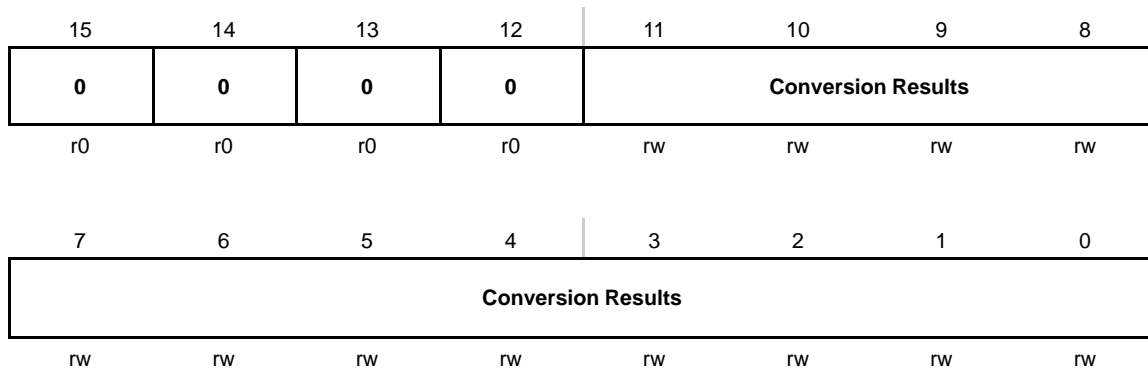 15 14 13 12 11 10 9 8
0 0 0 0 Conversion Results
r0 r0 r0 r0 rw rw rw rw
7 6 5 4 3 2 1 0
Conversion Results
rw rw rw rw rw rw rw rw